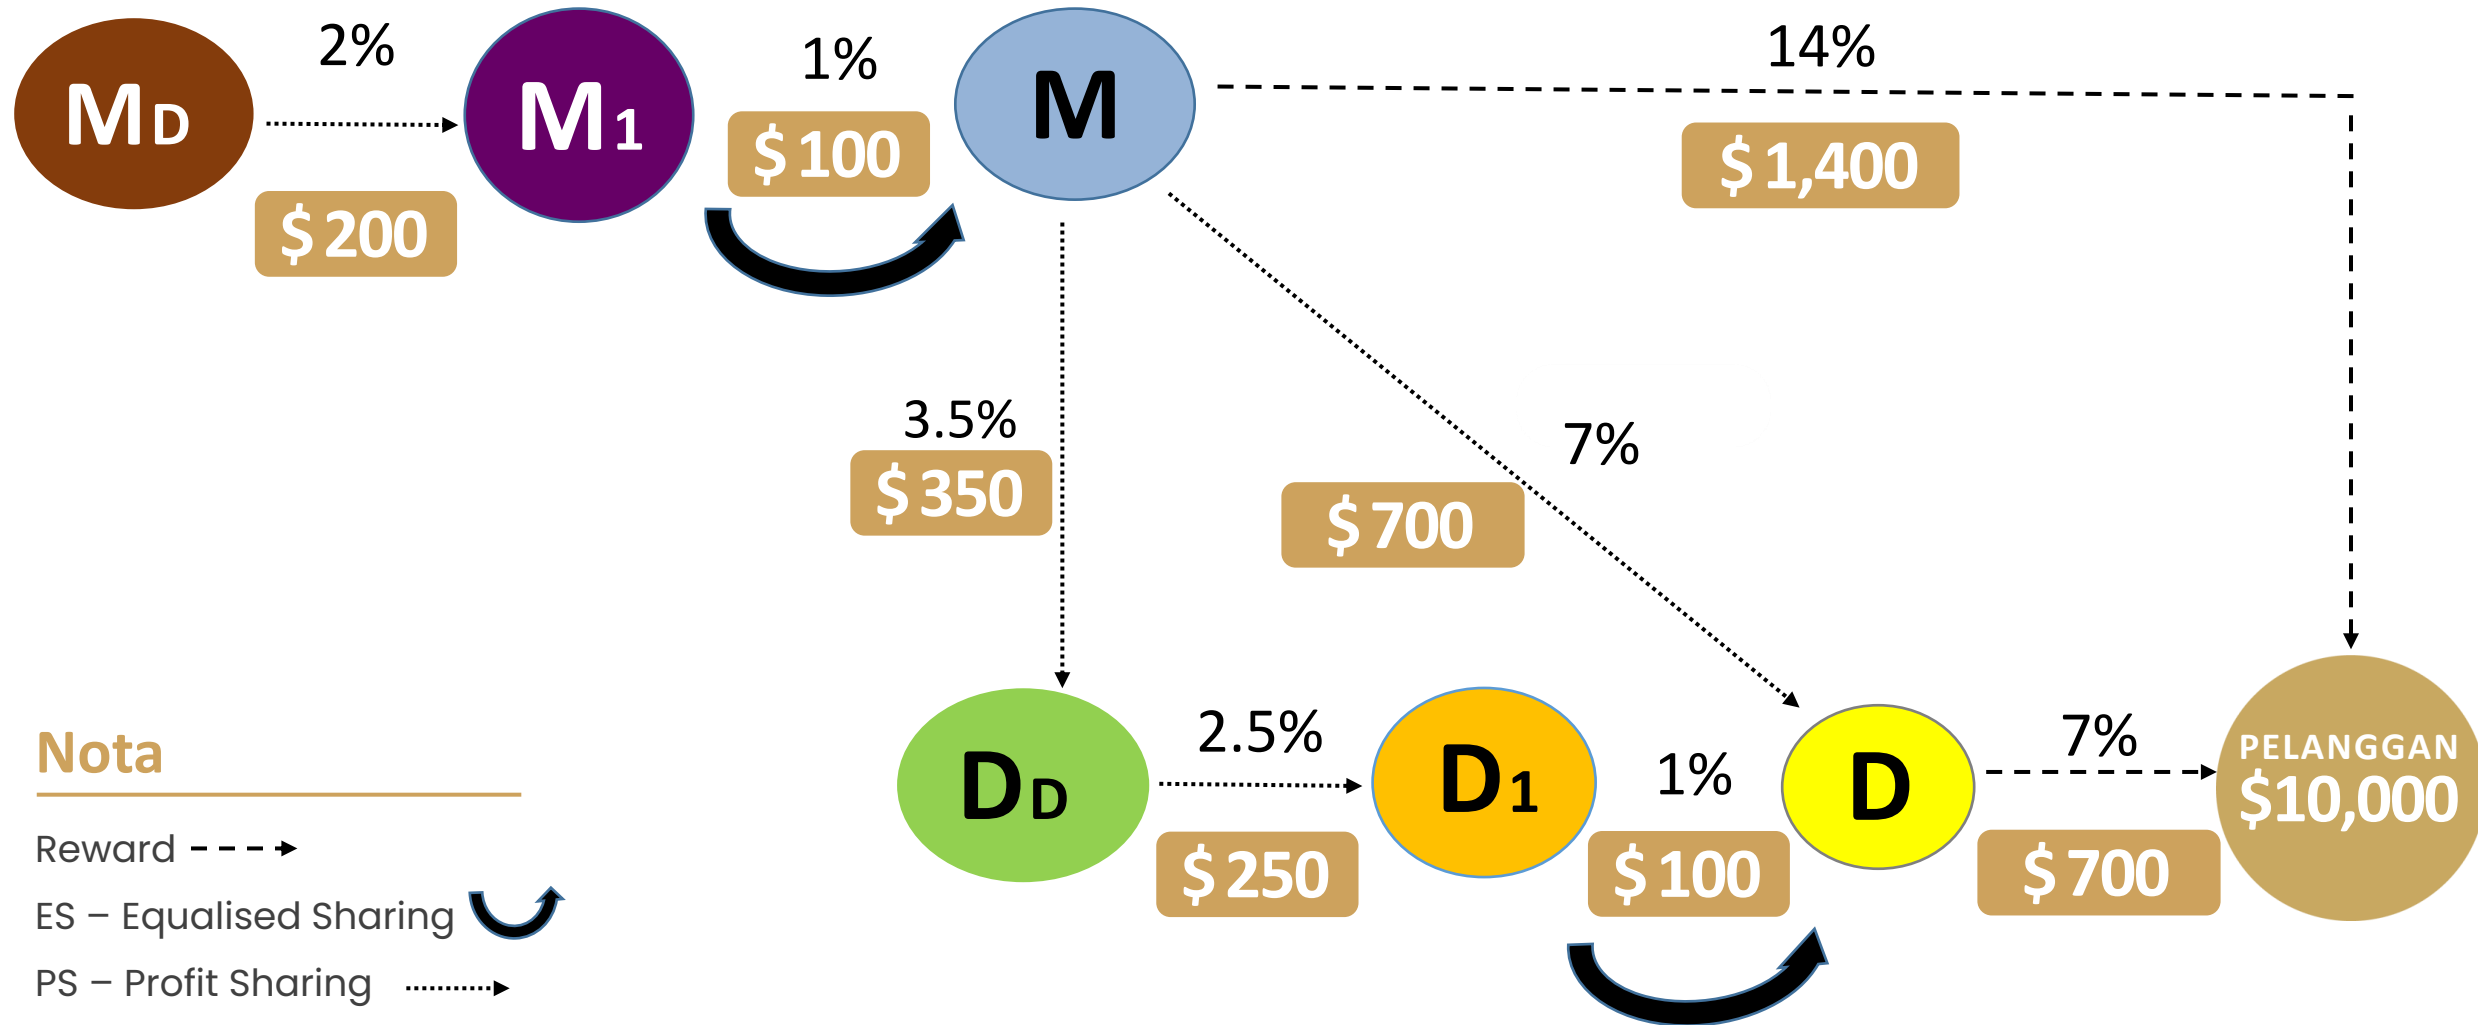 2%
1%
14%
MD
M1
M
$ 100
$ 1,400
$ 200
3.5%
7%
$ 350
$ 700
2.5%
7%
1%
Nota
PELANGGAN
$10,000
DD
D1
D
Reward
$ 250
$ 100
$ 700
ES – Equalised Sharing
PS – Profit Sharing